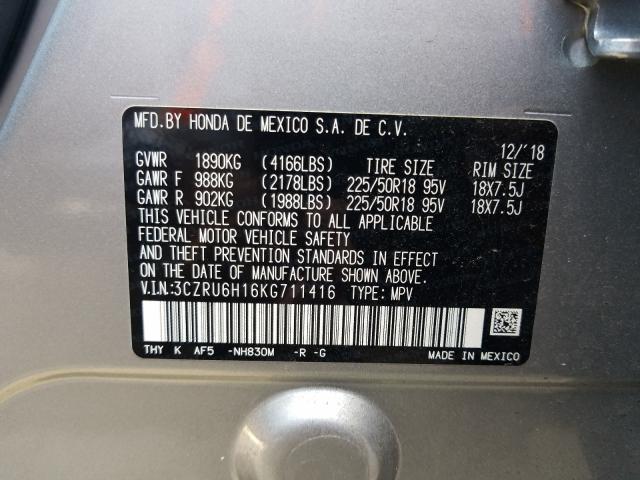 MFD.BY HONDA DE MEXICO S.A. DE C.V.
12/'18
GVWR 1890KG (4166LBS) TIRE SIZE RIM SIZE
GAWR F 988KG (2178LBS) 225/50R18 95V 18X7.5J
GAWR R 902KG (1988LBS) 225/50R18 95V 18X7.5J
THIS VEHICLE CONFORMS TO ALL APPLICABLE
FEDERAL MOTOR VEHICLE SAFETY
AND THEFT PREVENTION STANDARDS IN EFFECT
ON THE DATE OF MANUFACTURE SHOWN ABOVE.
V.I.N:3CZRU6H16KG711416 TYPE: MPV
THY K AF5 -NH830M -R -G MADE IN MEXICO